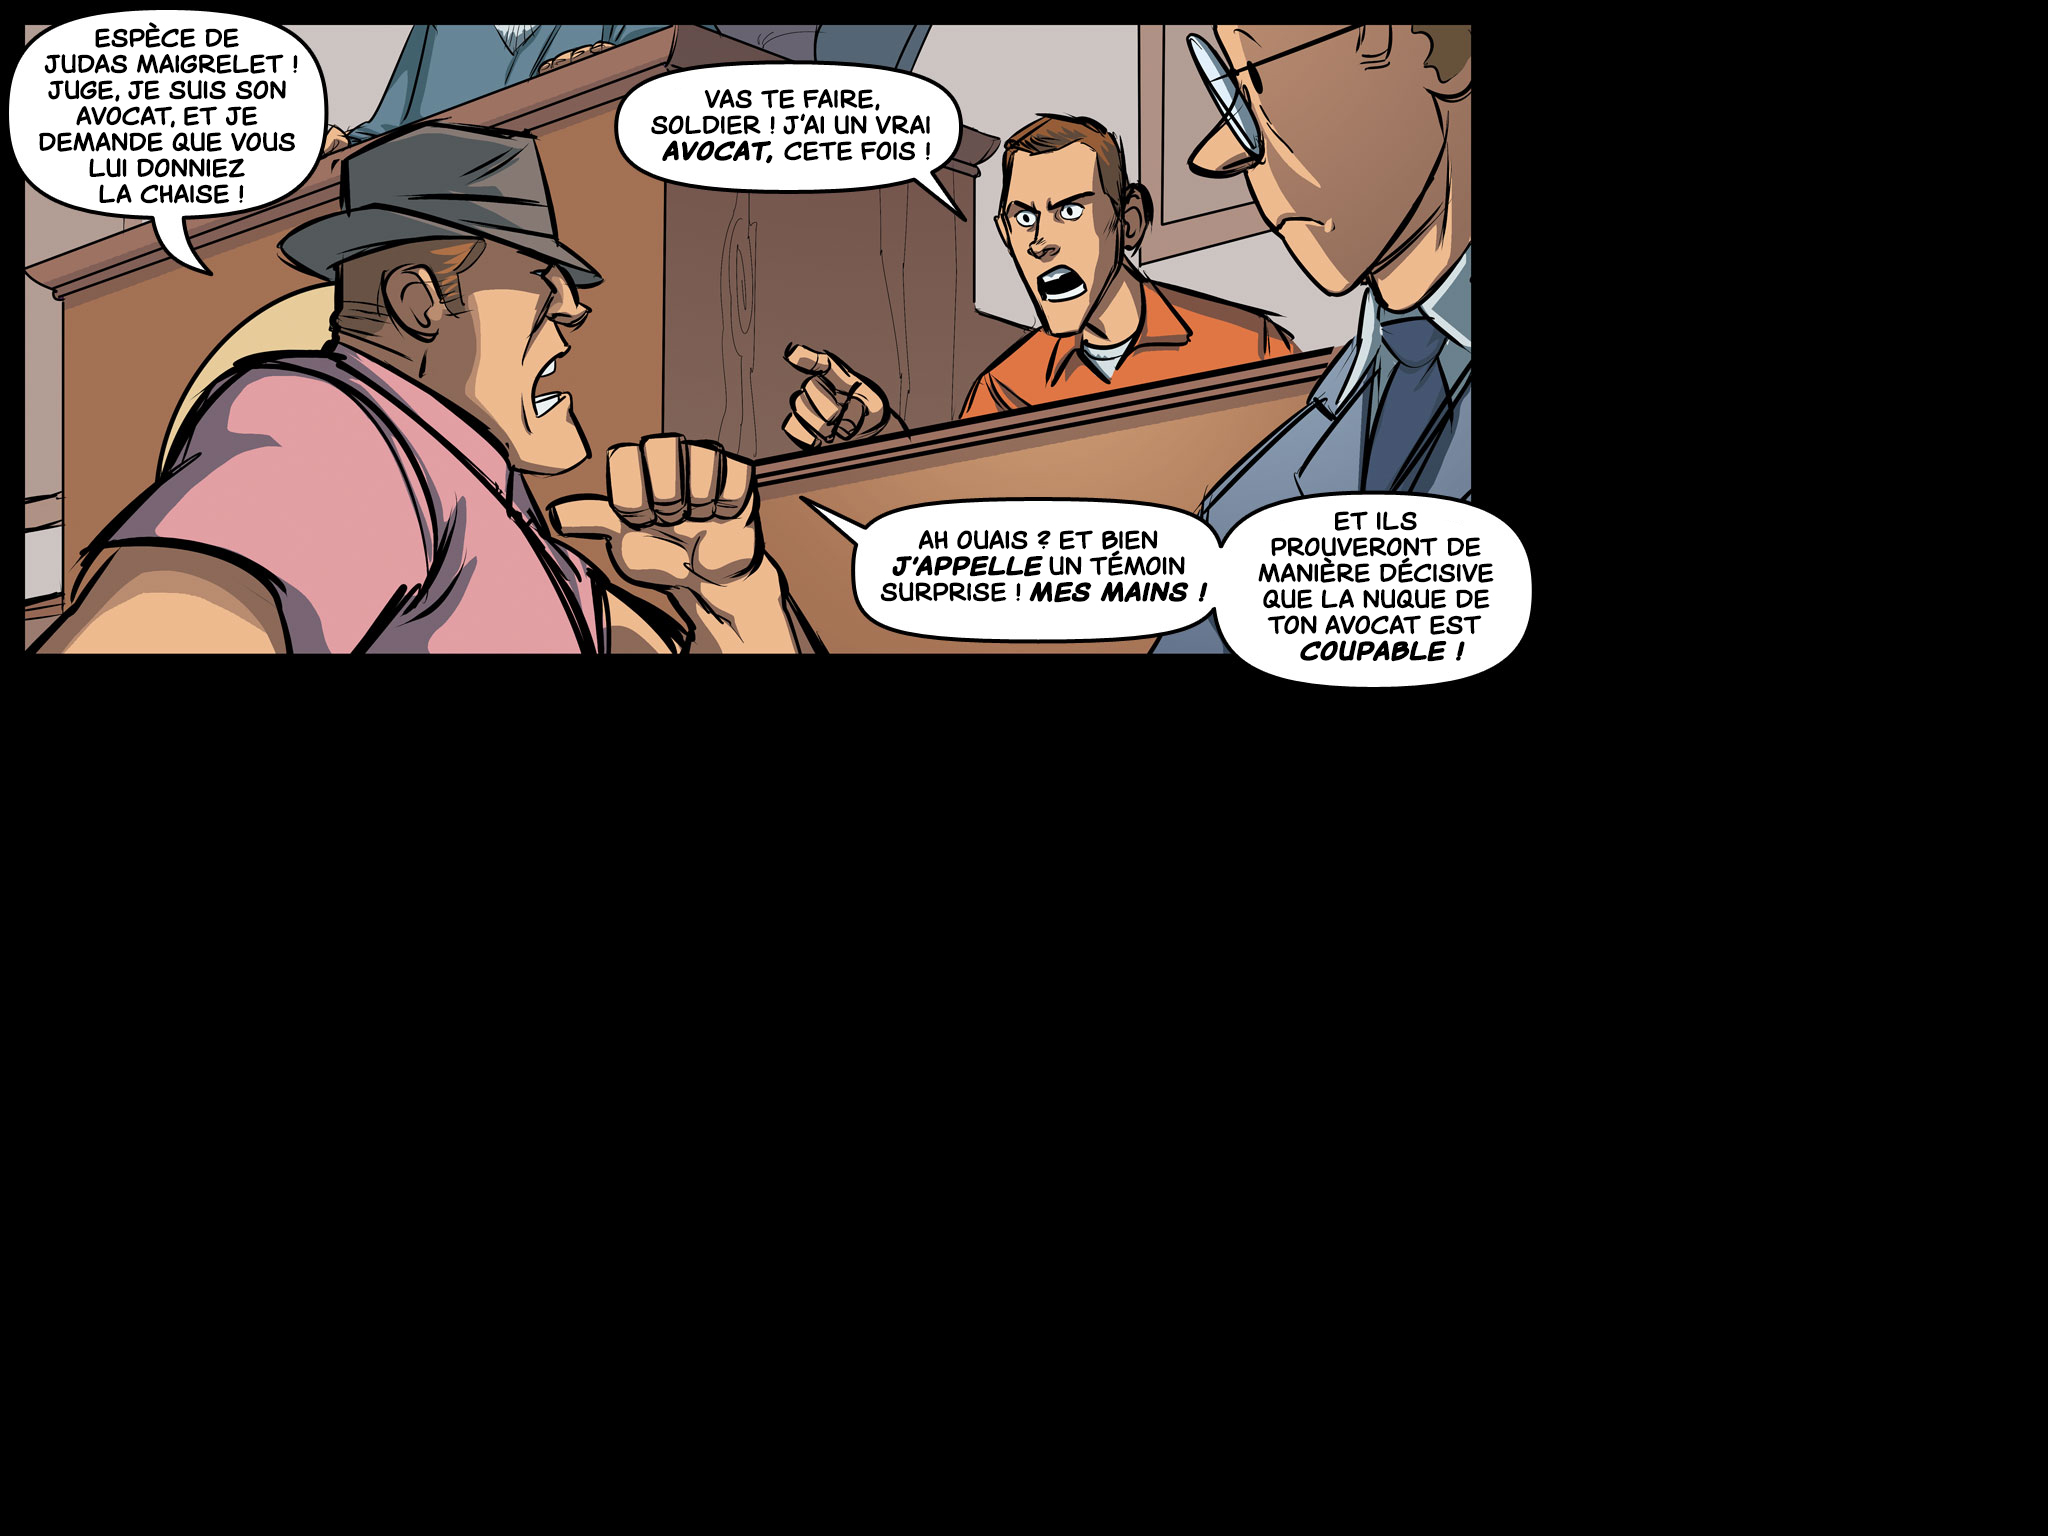 ESPÈCE DE
JUDAS MAIGRELET !
JUGE, JE SUIS SON
AVOCAT, ET JE
DEMANDE QUE VOUS
LUI DONNIEZ
LA CHAISE !
VAS TE FAIRE,
SOLDIER ! J'AI UN VRAI
AVOCAT, CETE FOIS !
AH OUAIS ? ET BIEN
J'APPELLE UN TÉMOIN
SURPRISE ! MES MAINS !
ET ILS
PROUVERONT DE
MANIÈRE DÉCISIVE
QUE LA NUQUE DE
TON AVOCAT EST
COUPABLE !